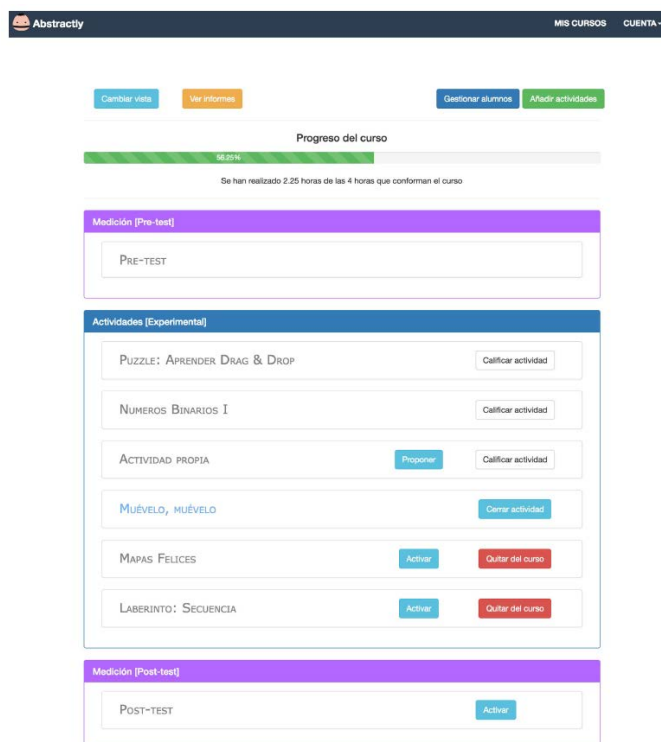 Abstractly MIS CURSOS CUENTA
Cambiar vista Ver informes Gestionar alumnos Añadir actividades
Progreso del curso
56.25%
Se han realizado 2.25 horas de las 4 horas que conforman el curso
Medición [Pre-test]
Pre-test
Actividades [Experimental]
Puzzle: Aprender Drag & Drop Calificar actividad
Numeros Binarios I Calificar actividad
Actividad propia Proponer Calificar actividad
Muévelo, muévelo Cerrar actividad
Mapas Felices Activar Quitar del curso
Laberinto: Secuencia Activar Quitar del curso
Medición [Post-test]
Post-test Activar